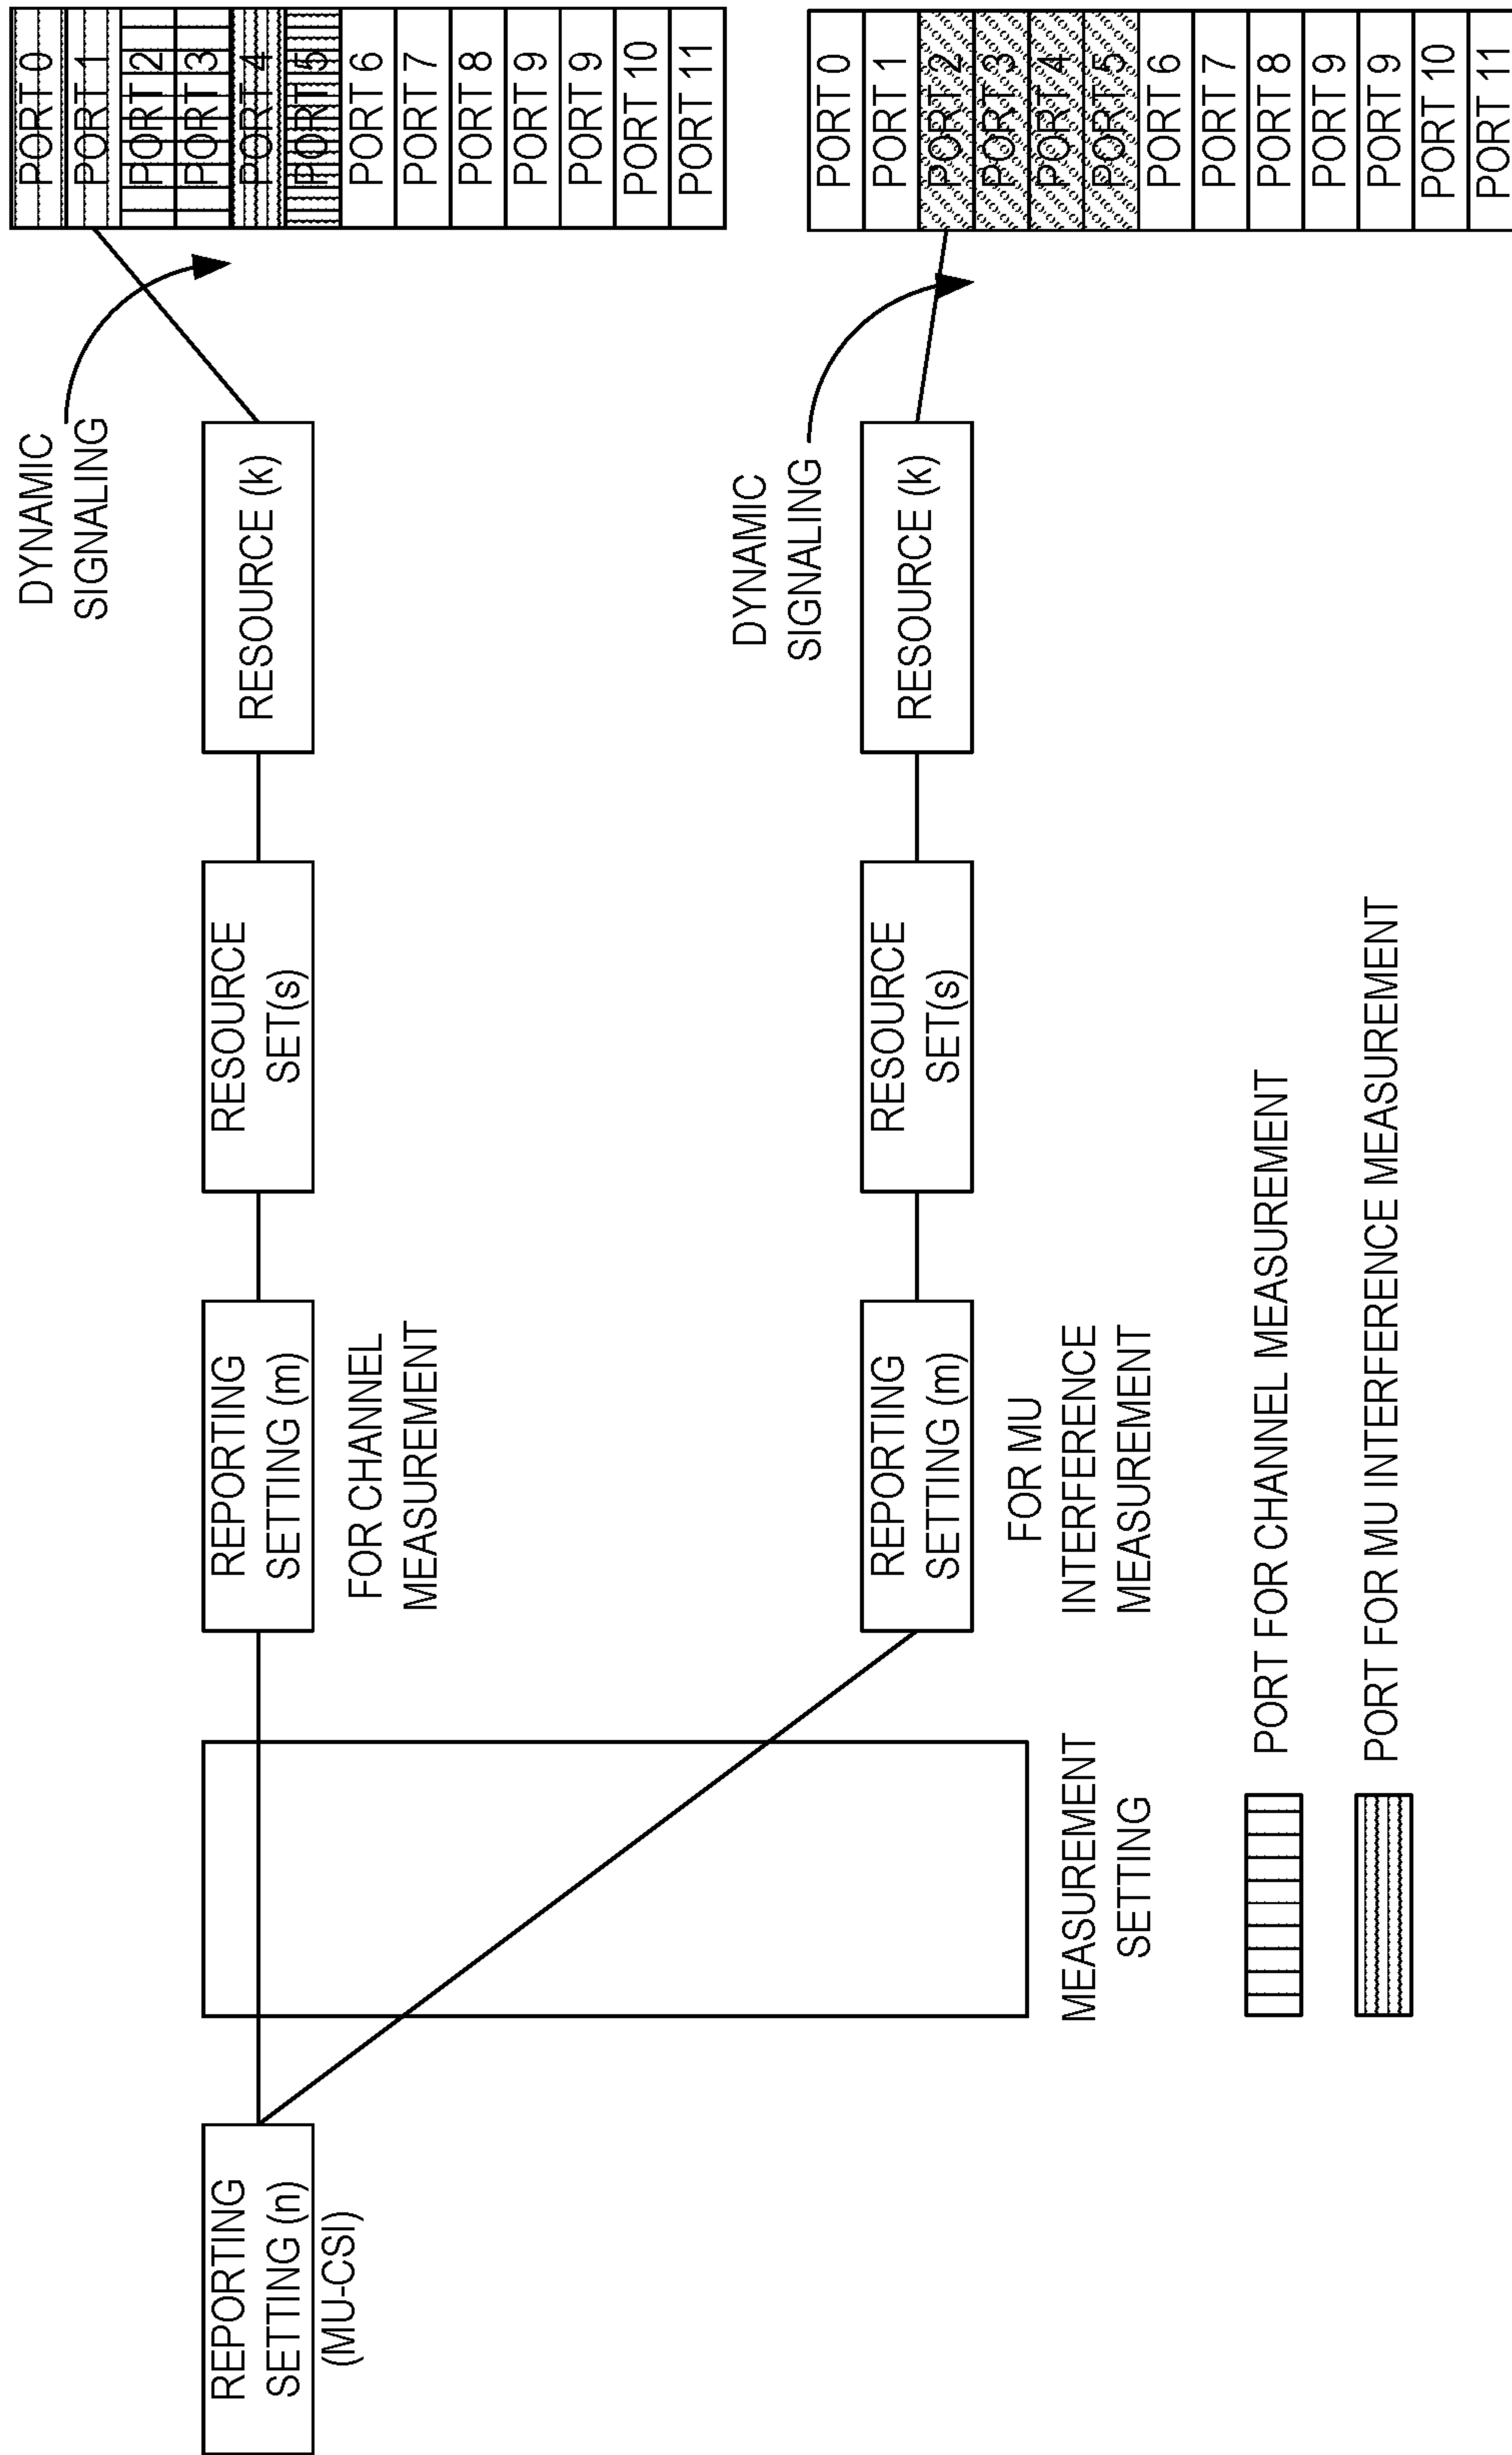 REPORTING
SETTING (n)
(MU-CSI)
MEASUREMENT
SETTING
REPORTING
SETTING (m)
FOR CHANNEL
MEASUREMENT
RESOURCE
SET(s)
RESOURCE (k)
DYNAMIC
SIGNALING
PORT 0
PORT 1
PORT 2
PORT 3
PORT 4
PORT 5
PORT 6
PORT 7
PORT 8
PORT 9
PORT 9
PORT 10
PORT 11
REPORTING
SETTING (m)
FOR MU
INTERFERENCE
MEASUREMENT
RESOURCE
SET(s)
RESOURCE (k)
DYNAMIC
SIGNALING
PORT 0
PORT 1
PORT 2
PORT 3
PORT 4
PORT 5
PORT 6
PORT 7
PORT 8
PORT 9
PORT 9
PORT 10
PORT 11
PORT FOR CHANNEL MEASUREMENT
PORT FOR MU INTERFERENCE MEASUREMENT